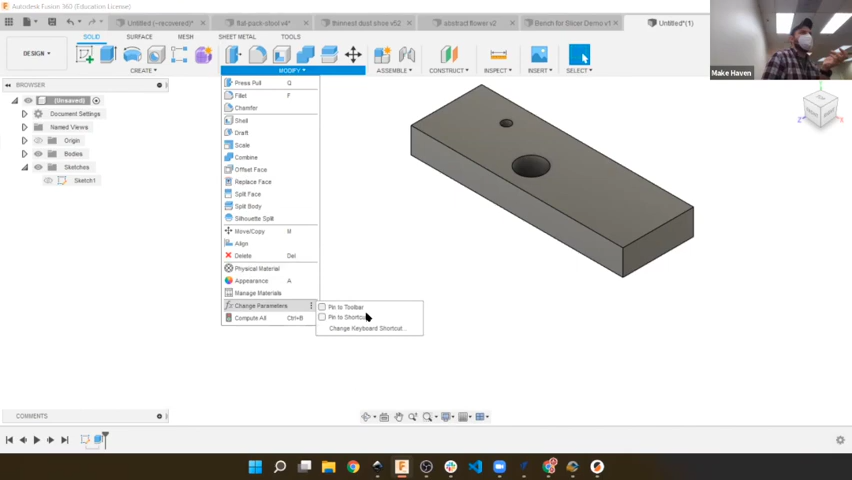 Autodesk Fusion 360 (Education License)
Untitled (~recovered)*
flat-pack-stool v4*
thinnest dust shoe v52
abstract flower v2
Bench for Slicer Demo v1
Untitled*(1)
SOLID
SURFACE
MESH
SHEET METAL
TOOLS
DESIGN
CREATE
MODIFY
ASSEMBLE
CONSTRUCT
INSPECT
INSERT
SELECT
Make Haven
TOP
Z
X
BROWSER
(Unsaved)
Document Settings
Named Views
Origin
Bodies
Sketches
Sketch1
Press Pull Q
Fillet F
Chamfer
Shell
Draft
Scale
Combine
Offset Face
Replace Face
Split Face
Split Body
Silhouette Split
Move/Copy M
Align
Delete Del
Physical Material
Appearance A
Manage Materials
Change Parameters
Compute All Ctrl+B
Pin to Toolbar
Pin to Shortcu
Change Keyboard Shortcut...
COMMENTS